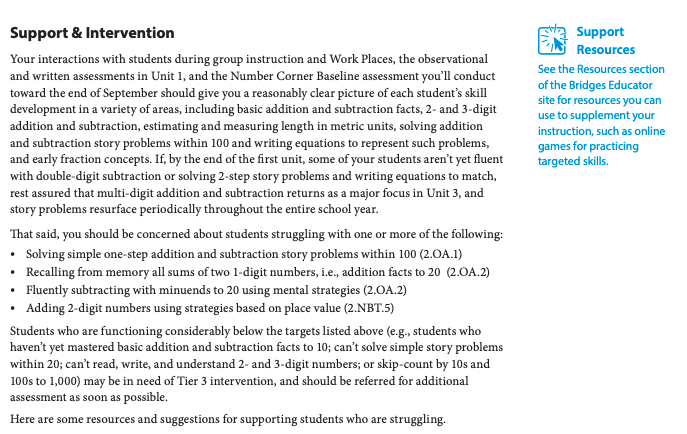 Support & Intervention
Your interactions with students during group instruction and Work Places, the observational
and written assessments in Unit 1, and the Number Corner Baseline assessment you’ll conduct
toward the end of September should give you a reasonably clear picture of each student’s skill
development in a variety of areas, including basic addition and subtraction facts, 2- and 3-digit
addition and subtraction, estimating and measuring length in metric units, solving addition
and subtraction story problems within 100 and writing equations to represent such problems,
and early fraction concepts. If, by the end of the first unit, some of your students aren’t yet fluent
with double-digit subtraction or solving 2-step story problems and writing equations to match,
rest assured that multi-digit addition and subtraction returns as a major focus in Unit 3, and
story problems resurface periodically throughout the entire school year.
That said, you should be concerned about students struggling with one or more of the following:
• Solving simple one-step addition and subtraction story problems within 100 (2.OA.1)
• Recalling from memory all sums of two 1-digit numbers, i.e., addition facts to 20 (2.OA.2)
• Fluently subtracting with minuends to 20 using mental strategies (2.OA.2)
• Adding 2-digit numbers using strategies based on place value (2.NBT.5)
Students who are functioning considerably below the targets listed above (e.g., students who
haven’t yet mastered basic addition and subtraction facts to 10; can’t solve simple story problems
within 20; can’t read, write, and understand 2- and 3-digit numbers; or skip-count by 10s and
100s to 1,000) may be in need of Tier 3 intervention, and should be referred for additional
assessment as soon as possible.
Here are some resources and suggestions for supporting students who are struggling.
Support
Resources
See the Resources section
of the Bridges Educator
site for resources you can
use to supplement your
instruction, such as online
games for practicing
targeted skills.